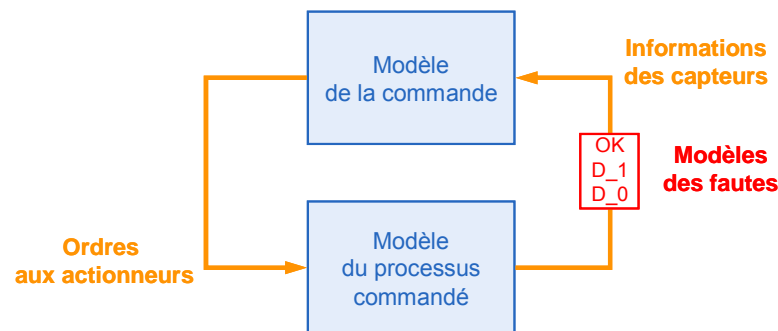 Modèle
de la commande
Informations
des capteurs
OK
D_1
D_0
Modèles
des fautes
Ordres
aux actionneurs
Modèle
du processus
commandé